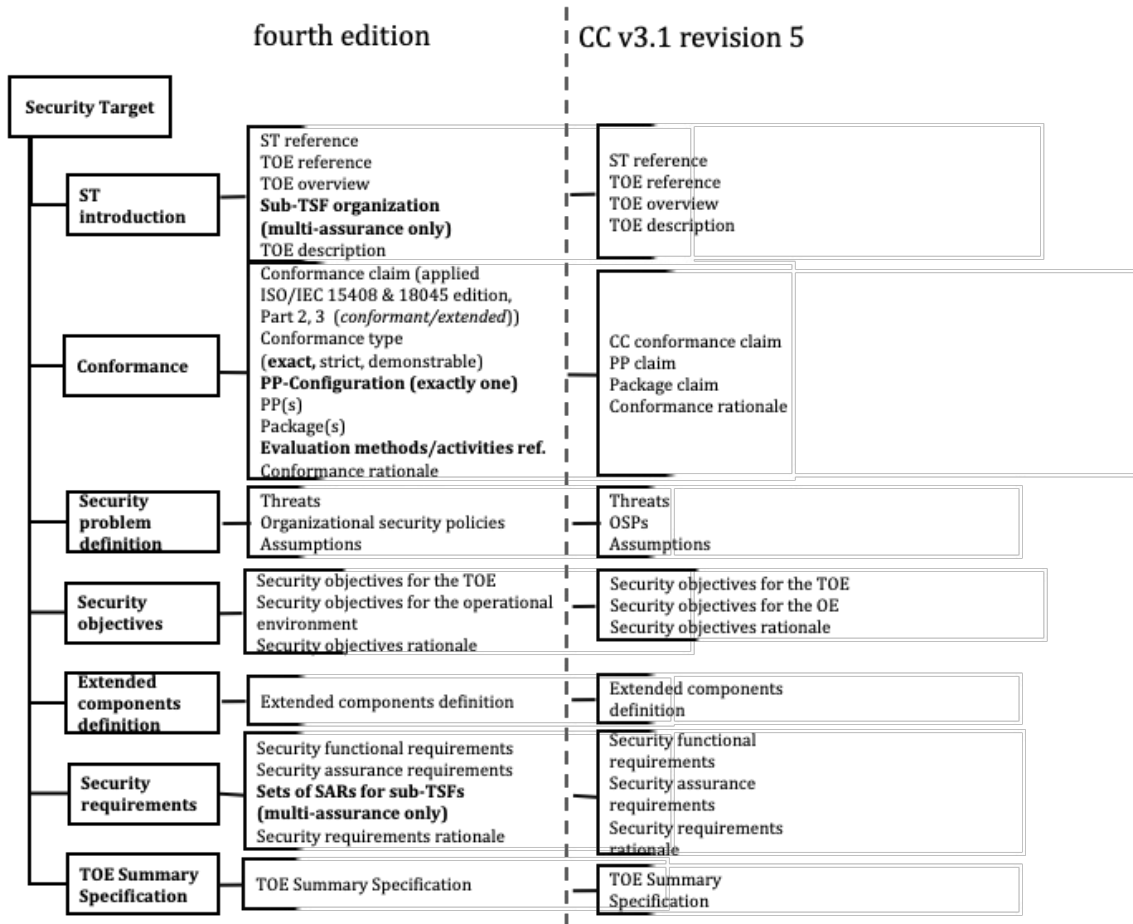 fourth edition
CC v3.1 revision 5
Security Target
ST
introduction
ST reference
TOE reference
TOE overview
Sub-TSF organization
(multi-assurance only)
TOE description
ST reference
TOE reference
TOE overview
TOE description
Conformance
Conformance claim (applied
ISO/IEC 15408 & 18045 edition,
Part 2, 3 (conformant/extended))
Conformance type
(exact, strict, demonstrable)
PP-Configuration (exactly one)
PP(s)
Package(s)
Evaluation methods/activities ref.
Conformance rationale
CC conformance claim
PP claim
Package claim
Conformance rationale
Security
problem
definition
Threats
Organizational security policies
Assumptions
Threats
OSPs
Assumptions
Security
objectives
Security objectives for the TOE
Security objectives for the operational
environment
Security objectives rationale
Security objectives for the TOE
Security objectives for the OE
Security objectives rationale
Extended
components
definition
Extended components definition
Extended components
definition
Security
requirements
Security functional requirements
Security assurance requirements
Sets of SARs for sub-TSFs
(multi-assurance only)
Security requirements rationale
Security functional
requirements
Security assurance
requirements
Security requirements
rationale
TOE Summary
Specification
TOE Summary Specification
TOE Summary
Specification